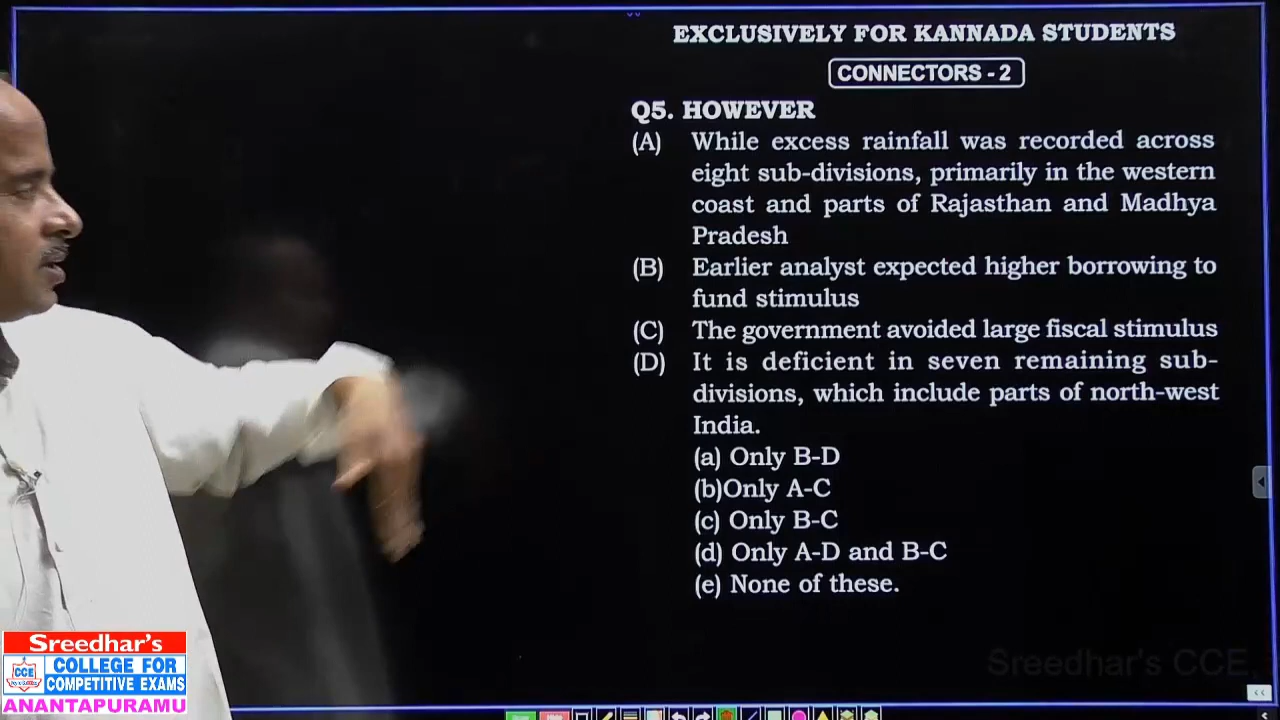 EXCLUSIVELY FOR KANNADA STUDENTS
CONNECTORS - 2
Q5. HOWEVER
(A) While excess rainfall was recorded across
eight sub-divisions, primarily in the western
coast and parts of Rajasthan and Madhya
Pradesh
(B) Earlier analyst expected higher borrowing to
fund stimulus
(C) The government avoided large fiscal stimulus
(D) It is deficient in seven remaining sub-
divisions, which include parts of north-west
India.
(a) Only B-D
(b)Only A-C
(c) Only B-C
(d) Only A-D and B-C
(e) None of these.
Sreedhar's
CCE
COLLEGE FOR
COMPETITIVE EXAMS
ANANTAPURAMU
Sreedhar's CCE.